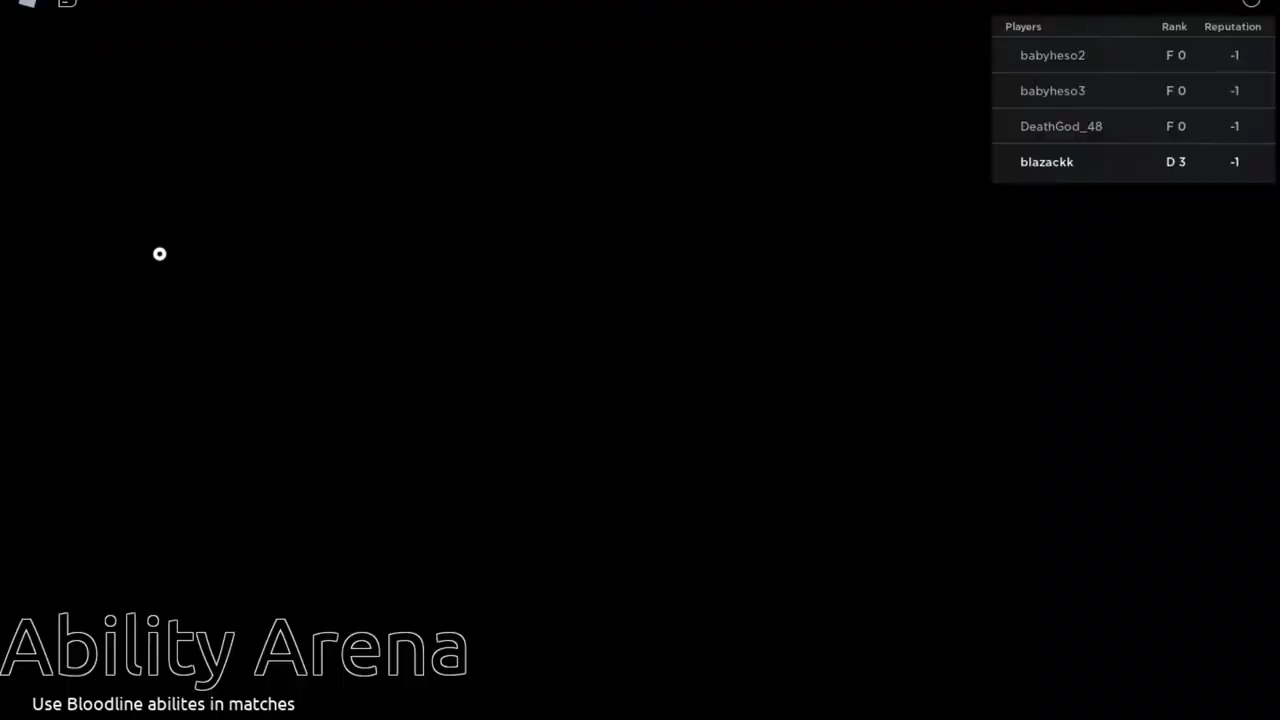 Players Rank Reputation
babyheso2 F 0 -1
babyheso3 F 0 -1
DeathGod_48 F 0 -1
blazackk D 3 -1
Ability Arena
Use Bloodline abilites in matches